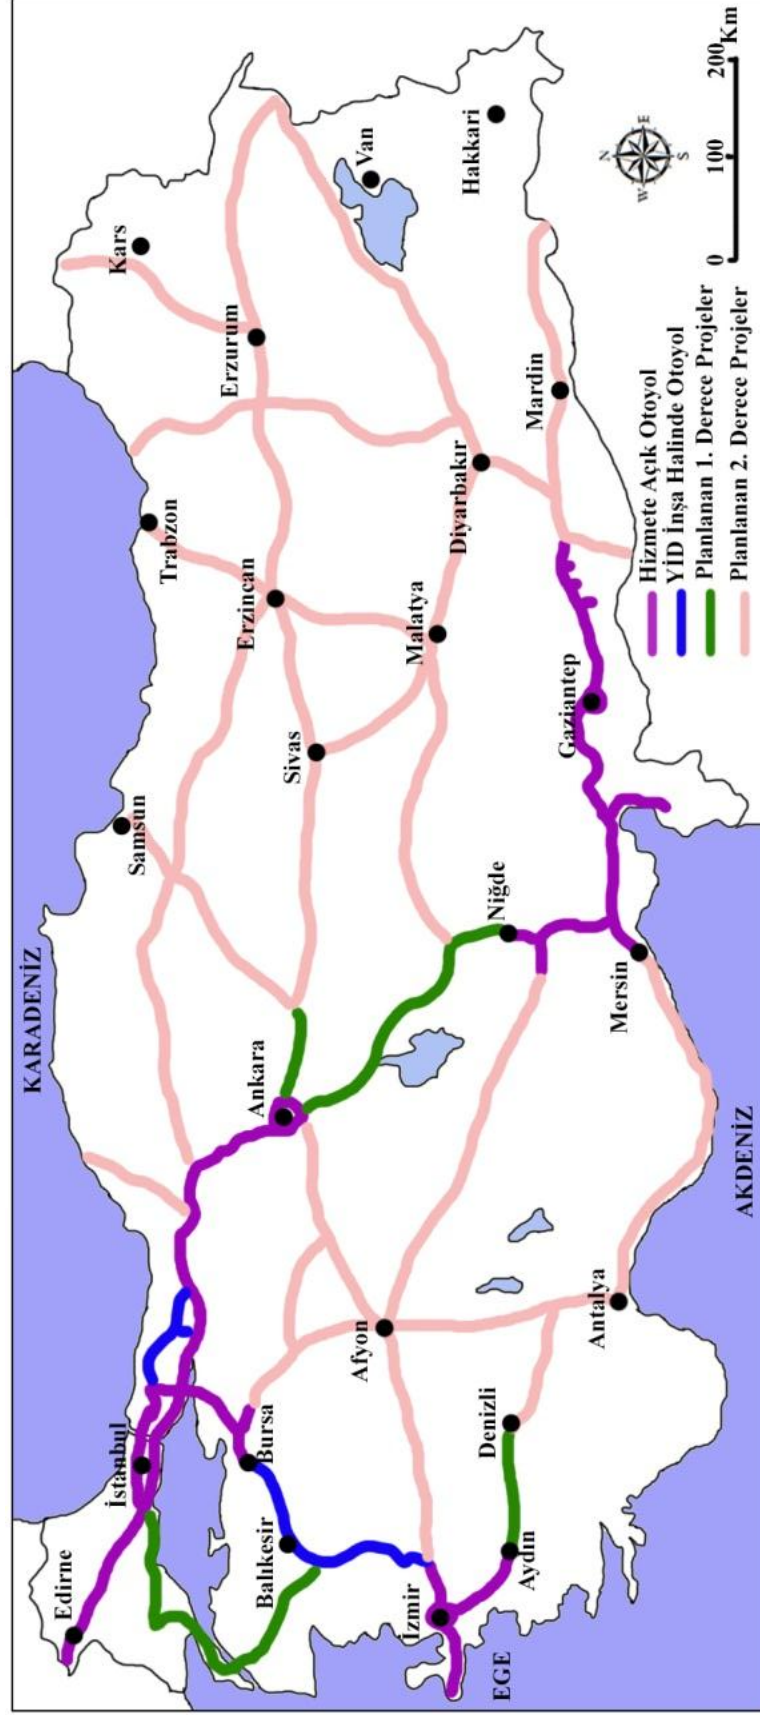 KARADENİZ
Edirne
İstanbul
Samsun
Trabzon
Kars
Bursa
Balıkesir
Ankara
Sivas
Erzincan
Erzurum
Afyon
Malatya
Diyarbakır
Van
İzmir
Aydın
Denizli
Niğde
Gaziantep
Mardin
Hakkari
EGE
Antalya
Mersin
AKDENİZ
Hizmete Açık Otoyol
YİD İnşa Halinde Otoyol
Planlanan 1. Derece Projeler
Planlanan 2. Derece Projeler
N
W E
S
0 100 200 Km